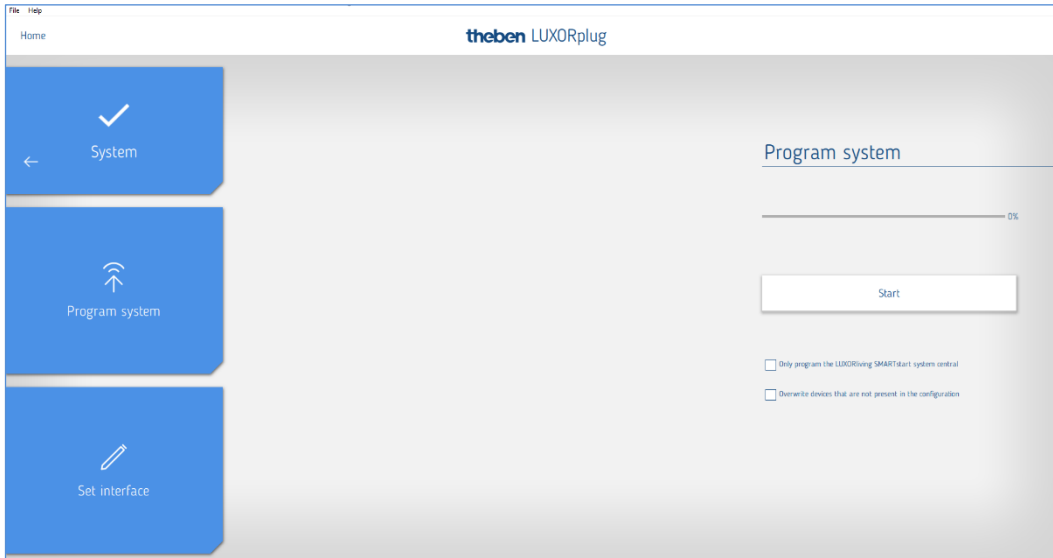 File Help
Home
theben LUXORplug
System
Program system
0%
Start
Program system
Only program the LUXORliving SMARTstart system central
Overwrite devices that are not present in the configuration
Set interface